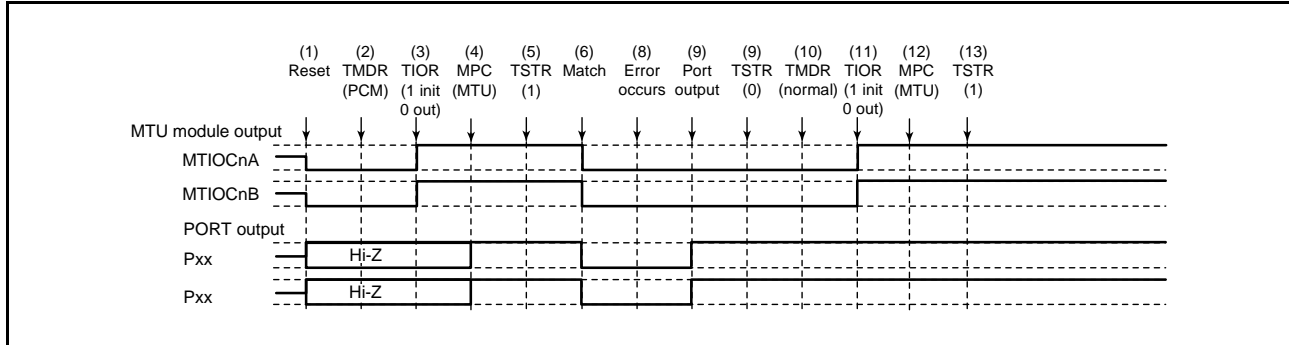 (1) (2) (3) (4) (5) (6) (8) (9) (9) (10) (11) (12) (13)
Reset TMDR TIOR MPC TSTR Match Error Port TSTR TMDR TIOR MPC TSTR
(PCM) (1 init (MTU) (1) occurs output (0) (normal) (1 init (MTU) (1)
0 out) 0 out)
MTU module output
MTIOCnA
MTIOCnB
PORT output
Pxx Hi-Z
Pxx Hi-Z